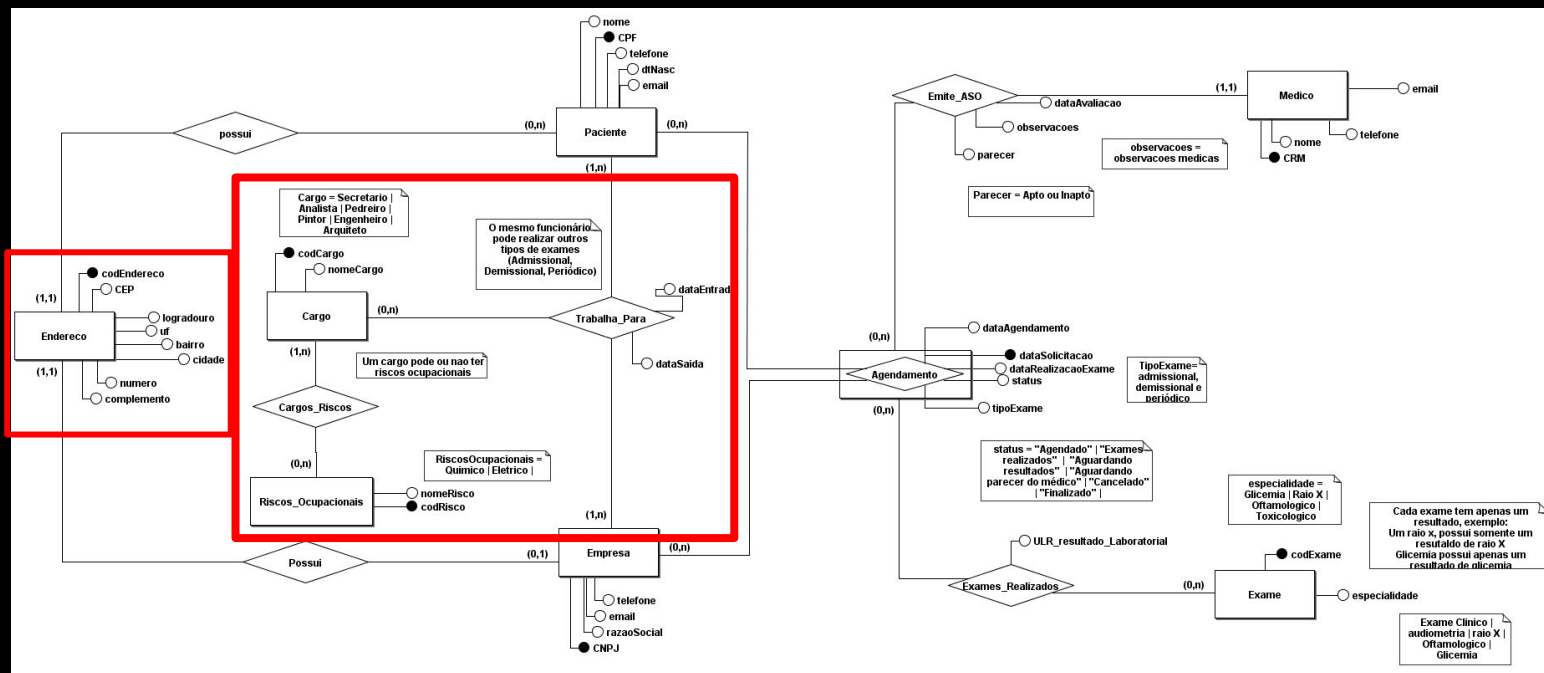 nome
CPF
telefone
dtNasc
email
Paciente
(0,n)
(0,n)
(1,n)
possui
Emite_ASO
dataAvaliacao
observacoes
parecer
(1,1)
Medico
email
telefone
nome
CRM
observacoes =
observacoes medicas
Parecer = Apto ou Inapto
Cargo = Secretario |
Analista | Pedreiro |
Pintor | Engenheiro |
Arquiteto
O mesmo funcionário
pode realizar outros
tipos de exames
(Admissional,
Demissional, Periódico)
codCargo
nomeCargo
Cargo
(0,n)
(1,n)
Trabalha_Para
dataEntrad
dataSaida
Um cargo pode ou nao ter
riscos ocupacionais
Cargos_Riscos
(0,n)
RiscosOcupacionais =
Quimico | Eletrico |
Riscos_Ocupacionais
nomeRisco
codRisco
(1,1)
codEndereco
CEP
logradouro
uf
bairro
cidade
Endereco
(1,1)
numero
complemento
Possui
(0,1)
(1,n)
Empresa
(0,n)
telefone
email
razaoSocial
CNPJ
(0,n)
dataAgendamento
dataSolicitacao
dataRealizacaoExame
status
tipoExame
Agendamento
(0,n)
TipoExame=
admissional,
demissional e
periódico
status = "Agendado" | "Exames
realizados" | "Aguardando
resultados" | "Aguardando
parecer do médico" | "Cancelado"
| "Finalizado" |
especialidade =
Glicemia | Raio X |
Oftamologico |
Toxicologico
Cada exame tem apenas um
resultado, exemplo:
Um raio x, possui somente um
resutaldo de raio X
Glicemia possui apenas um
resultado de glicemia
ULR_resultado_Laboratorial
Exames_Realizados
(0,n)
codExame
Exame
especialidade
Exame Clinico |
audiometria | raio X |
Oftamologico |
Glicemia